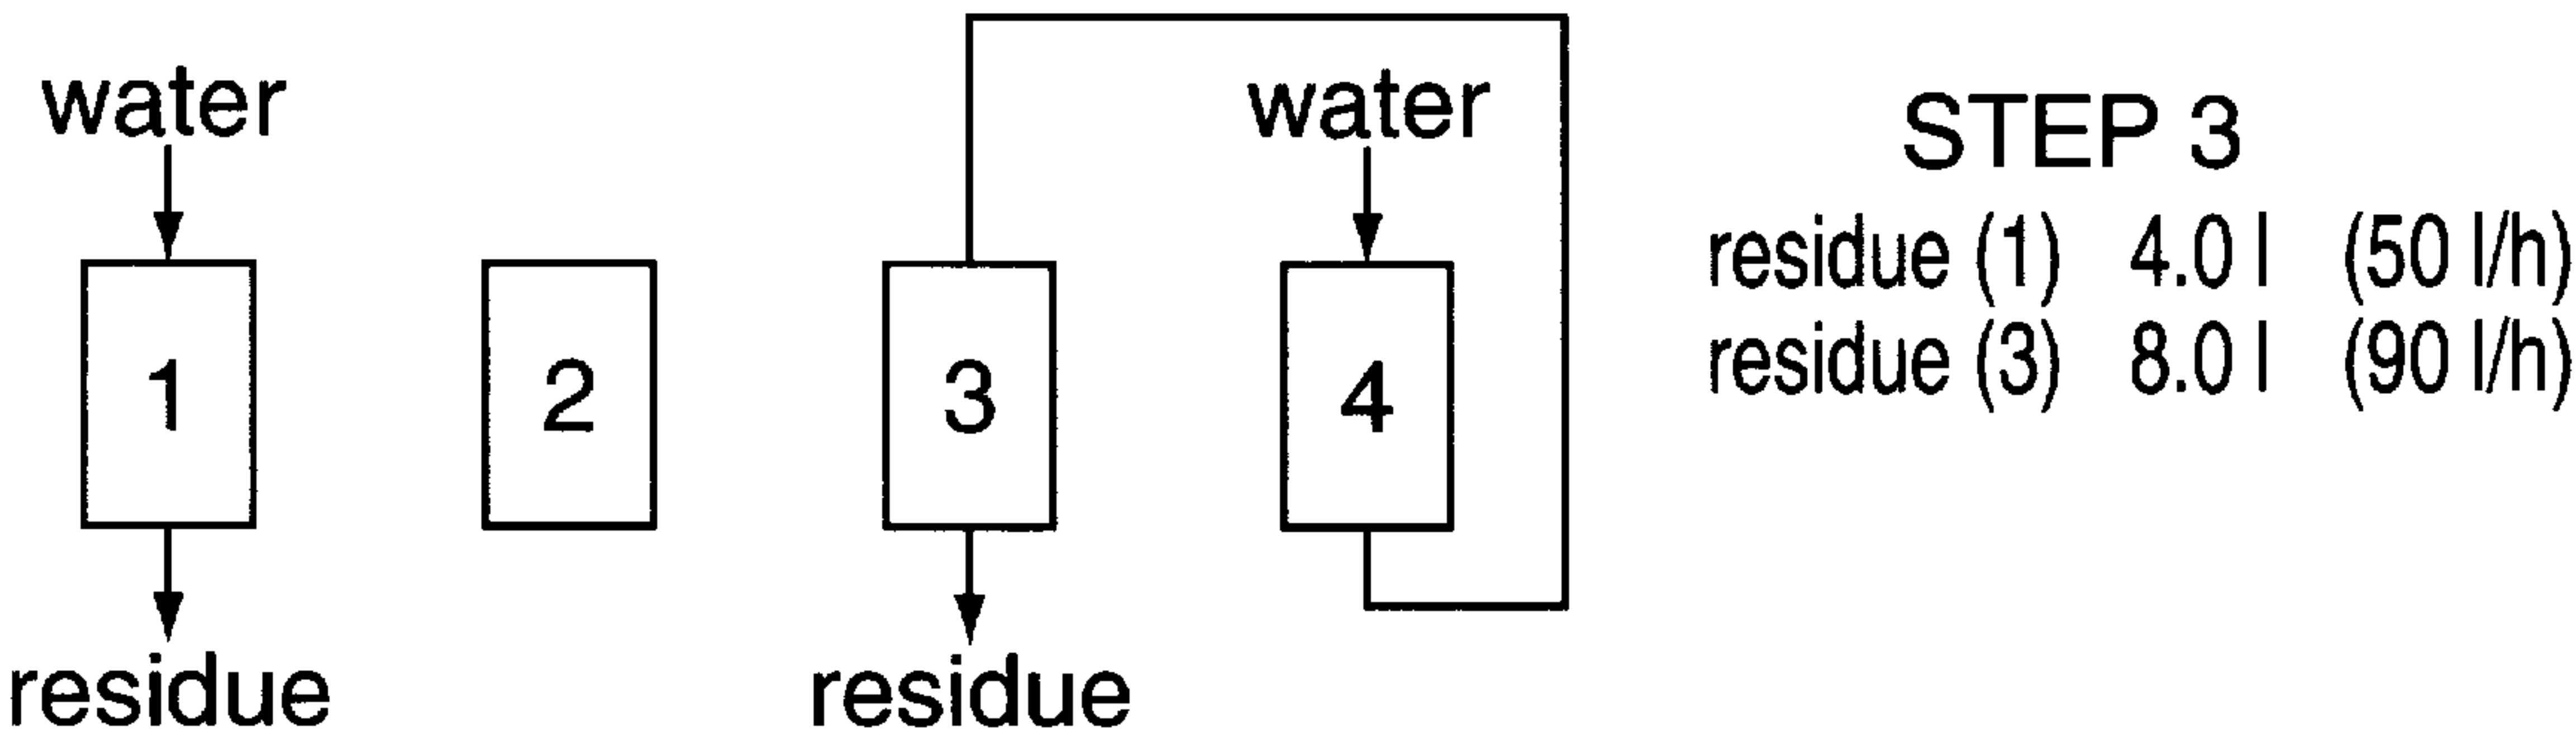 water
water
STEP 3
residue (1) 4.0 l (50 l/h)
residue (3) 8.0 l (90 l/h)
1
2
3
4
residue
residue